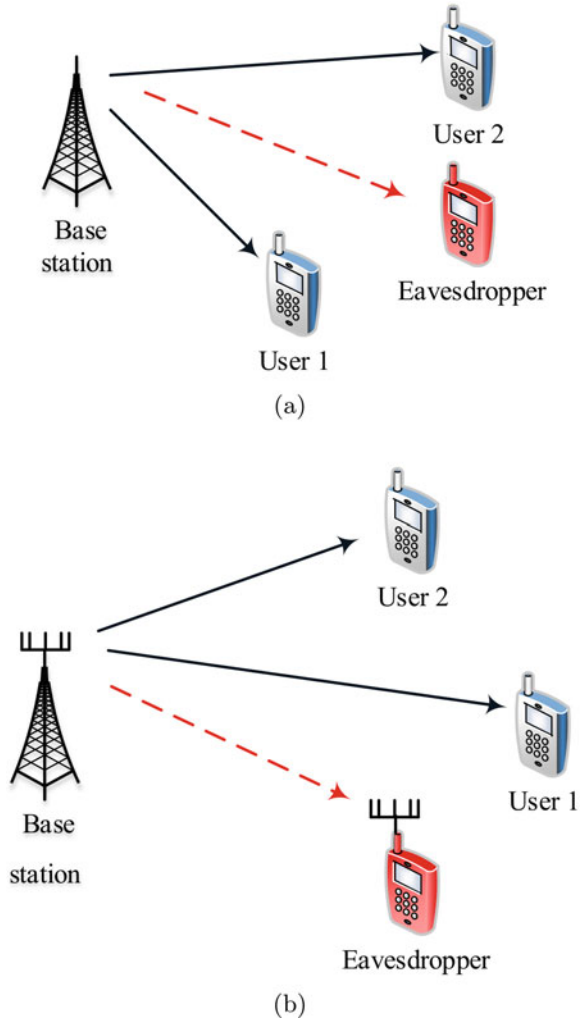 User 2
Base
station
Eavesdropper
User 1
(a)
User 2
User 1
Base
station
Eavesdropper
(b)